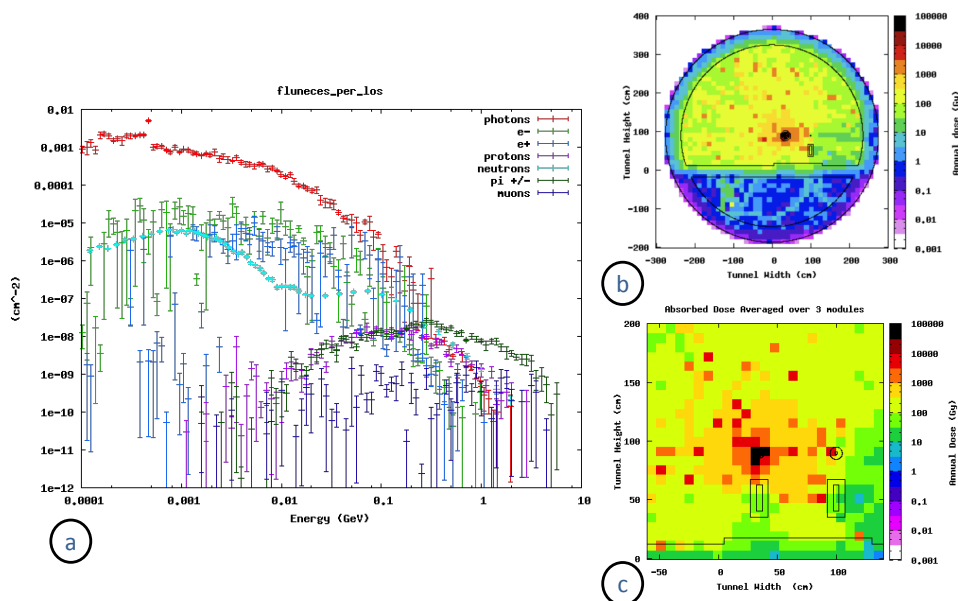 fluneces_per_los
0,01
0,001
0,0001
1e-05
1e-06
1e-07
1e-08
1e-09
1e-10
1e-11
1e-12
(cm^-2)
photons
e-
e+
protons
neutrons
pi +/-
muons
0,0001 0,001 0,01 0,1 1 10
Energy (GeV)
a
400
300
200
100
0
-100
-200
Tunnel Height (cm)
-300 -200 -100 0 100 200 300
Tunnel Width (cm)
100000
10000
1000
100
10
1
0,1
0,01
0,001
Annual dose (Gy)
b
Absorbed Dose Averaged over 3 modules
200
150
100
50
0
Tunnel Height (cm)
-50 0 50 100
Tunnel Width (cm)
100000
10000
1000
100
10
1
0,1
0,01
0,001
Annual Dose (Gy)
c